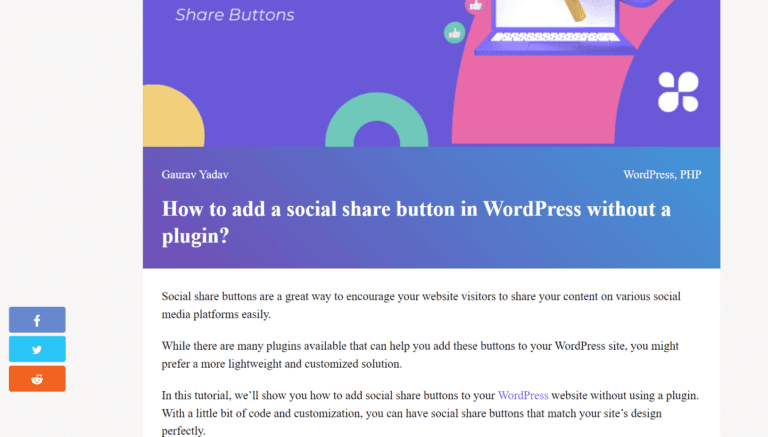 Share Buttons
Gaurav Yadav
WordPress, PHP
How to add a social share button in WordPress without a
plugin?
Social share buttons are a great way to encourage your website visitors to share your content on various social
media platforms easily.
While there are many plugins available that can help you add these buttons to your WordPress site, you might
prefer a more lightweight and customized solution.
In this tutorial, we’ll show you how to add social share buttons to your WordPress website without using a plugin.
With a little bit of code and customization, you can have social share buttons that match your site’s design
perfectly.